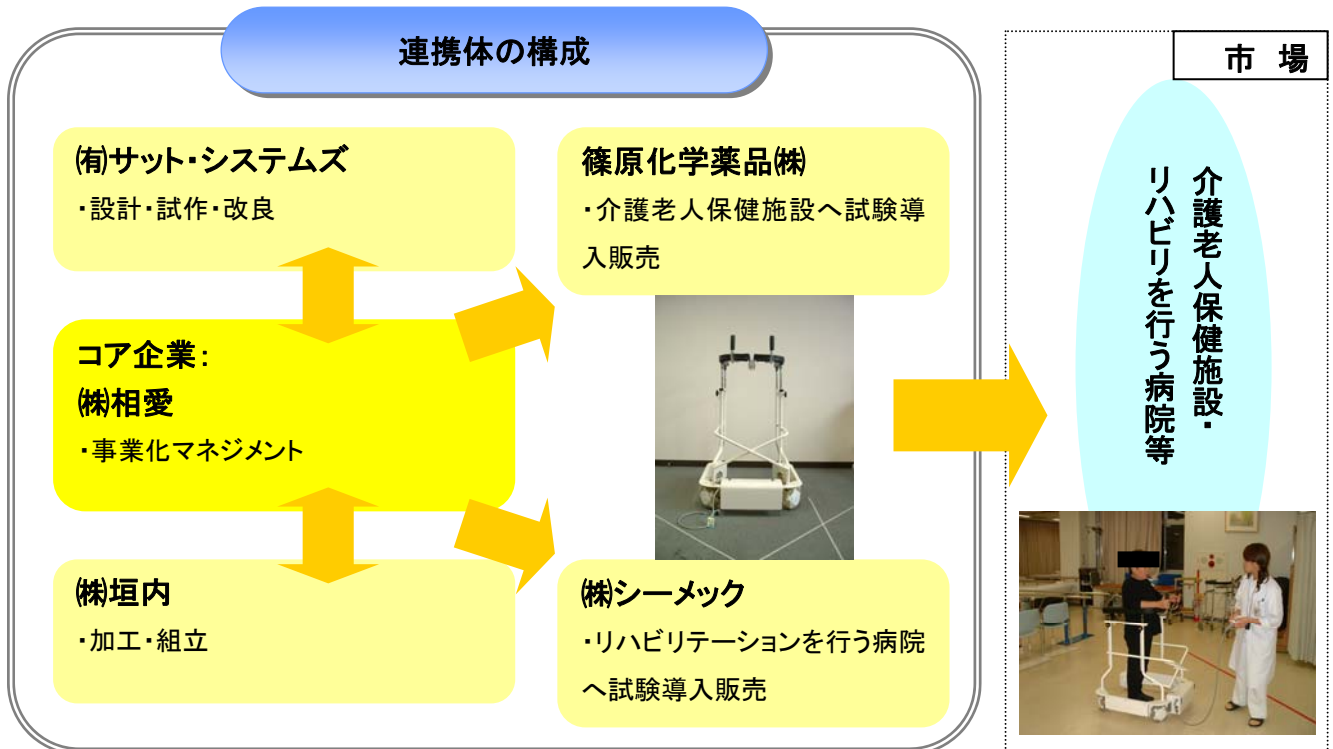 連携体の構成
㈲サット・システムズ
・設計・試作・改良
コア企業：
㈱相愛
・事業化マネジメント
㈱垣内
・加工・組立
篠原化学薬品㈱
・介護老人保健施設へ試験導
入販売
㈱シーメック
・リハビリテーションを行う病院
へ試験導入販売
市 場
介護老人保健施設・
リハビリを行う病院等